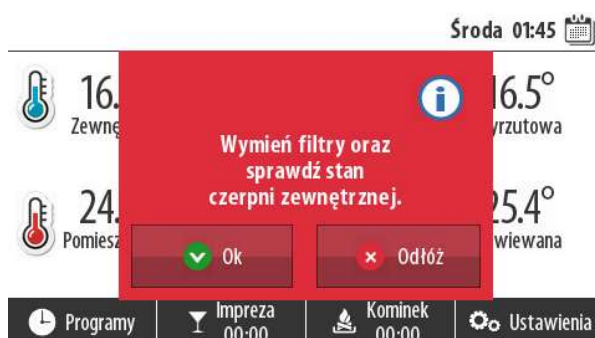 Środa 01:45
16.
6.5°
Zewnę
yrzutowa
Wymień filtry oraz
sprawdź stan
czerpni zewnętrznej.
24.
25.4°
Pomiesz
wiewana
Ok
Odłóż
Programy
Impreza
00:00
Kominek
00:00
Ustawienia